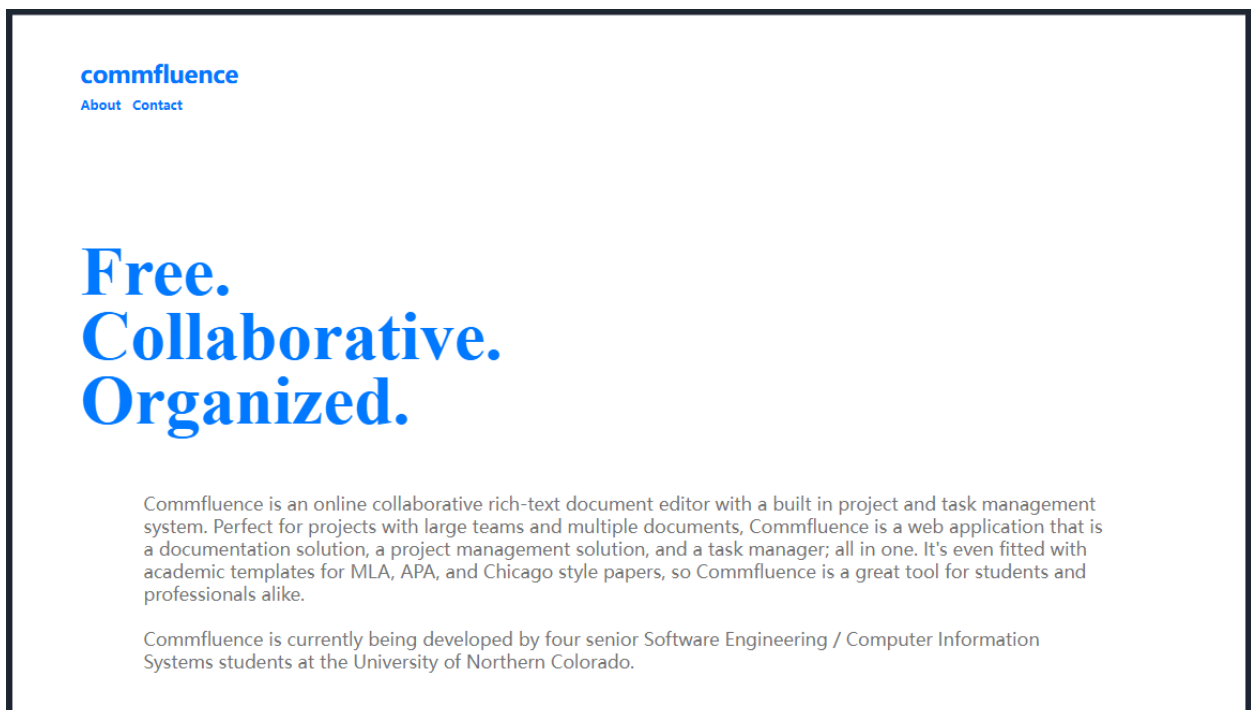 commfluence
About Contact
Free.
Collaborative.
Organized.
Commfluence is an online collaborative rich-text document editor with a built in project and task management
system. Perfect for projects with large teams and multiple documents, Commfluence is a web application that is
a documentation solution, a project management solution, and a task manager; all in one. It's even fitted with
academic templates for MLA, APA, and Chicago style papers, so Commfluence is a great tool for students and
professionals alike.
Commfluence is currently being developed by four senior Software Engineering / Computer Information
Systems students at the University of Northern Colorado.